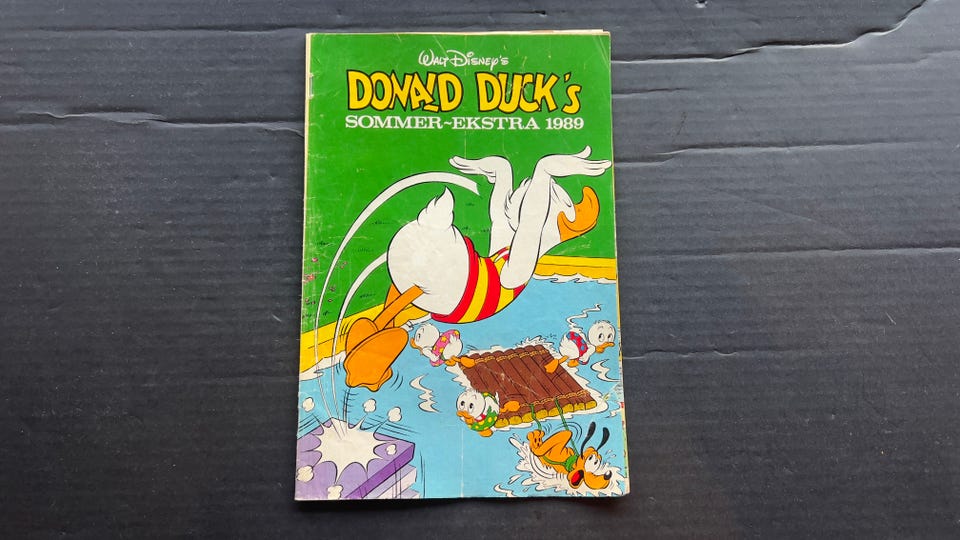 WALT DISNEY'S
DONALD DUCK's
SOMMER~EKSTRA 1989